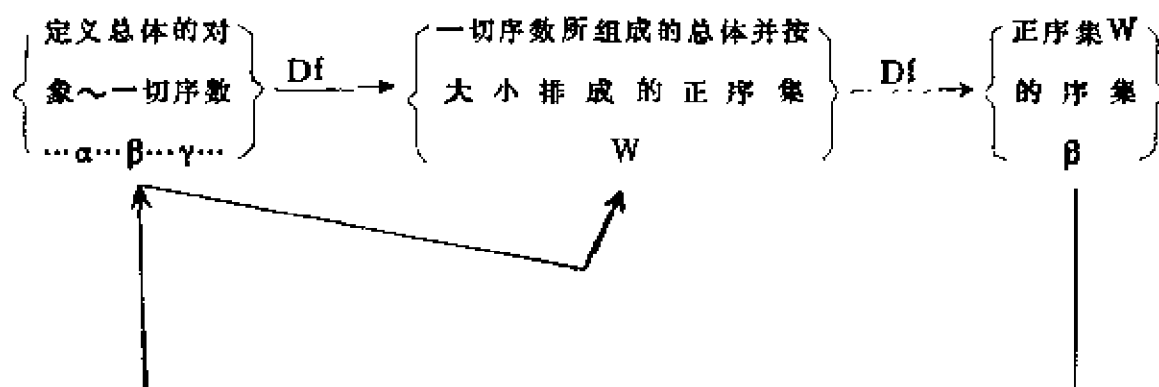 定义总体的对
象～一切序数
…α…β…γ…
Df
一切序数所组成的总体并按
大小排成的正序集
W
Df
正序集W
的序集
β